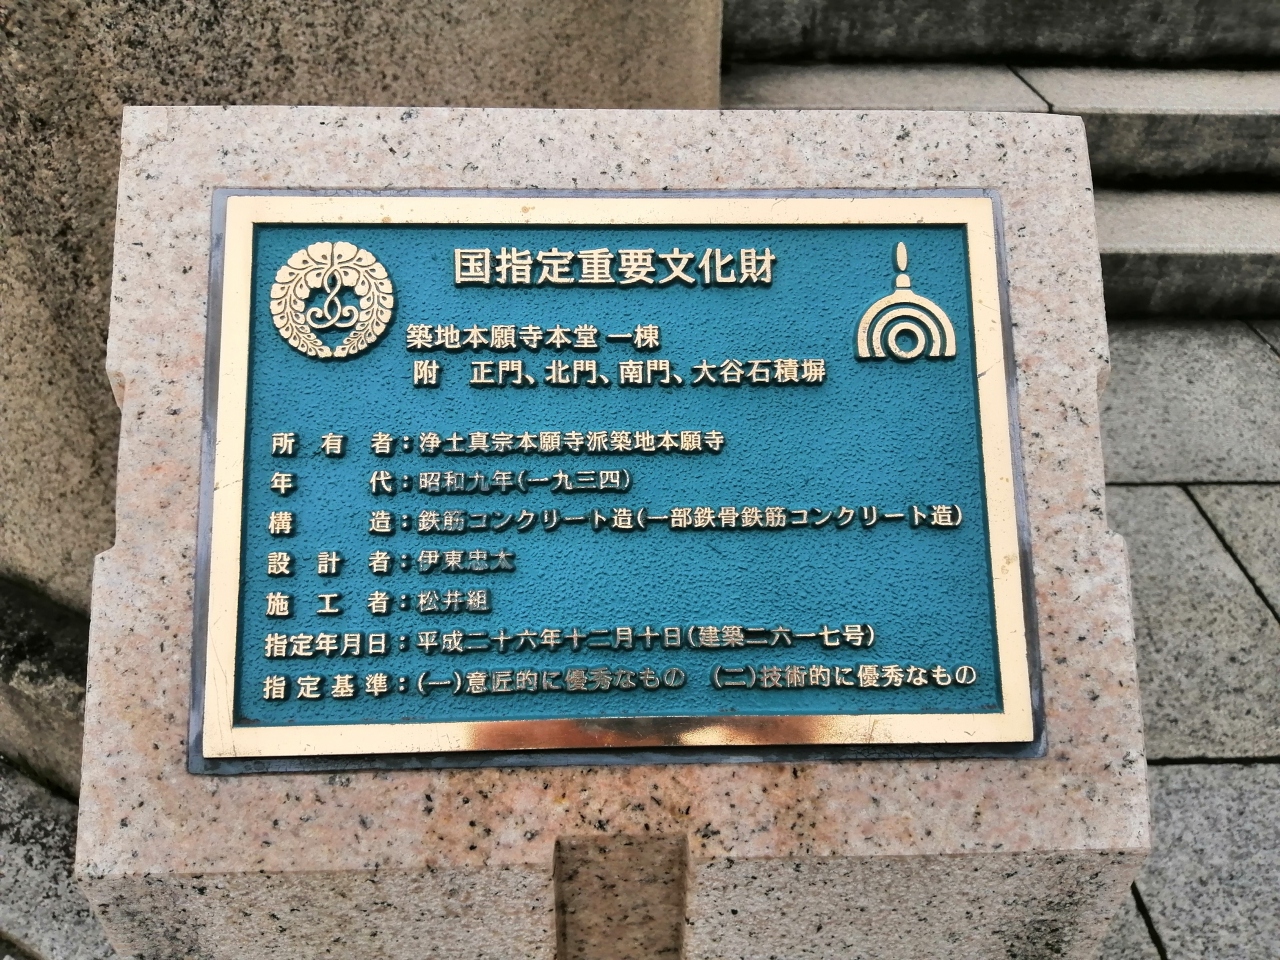 国指定重要文化財
築地本願寺本堂 一棟
附 正門、北門、南門、大谷石積塀
所有者：浄土真宗本願寺派築地本願寺
年代：昭和九年(一九三四)
構造：鉄筋コンクリート造(一部鉄骨鉄筋コンクリート造)
設計者：伊東忠太
施工者：松井組
指定年月日：平成二十六年十二月十日(建築二六一七号)
指定基準：(一)意匠的に優秀なもの (二)技術的に優秀なもの